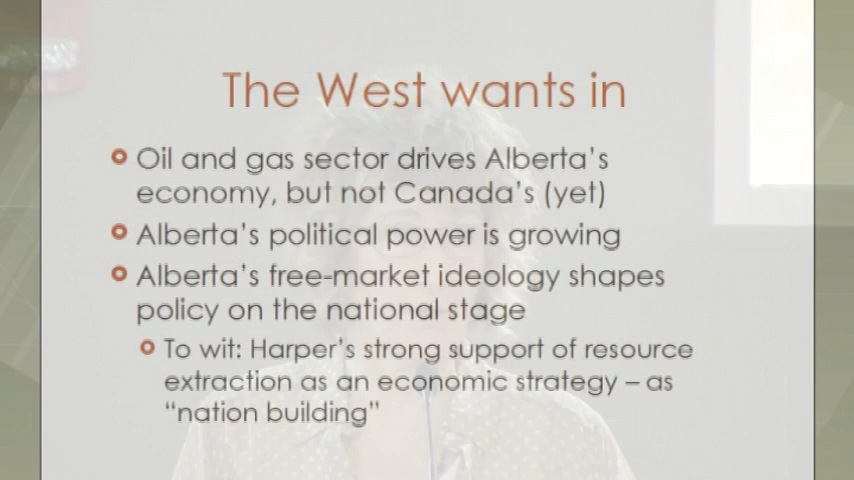 The West wants in
Oil and gas sector drives Alberta's
economy, but not Canada's (yet)
Alberta's political power is growing
Alberta's free-market ideology shapes
policy on the national stage
To wit: Harper's strong support of resource
extraction as an economic strategy – as
“nation building”